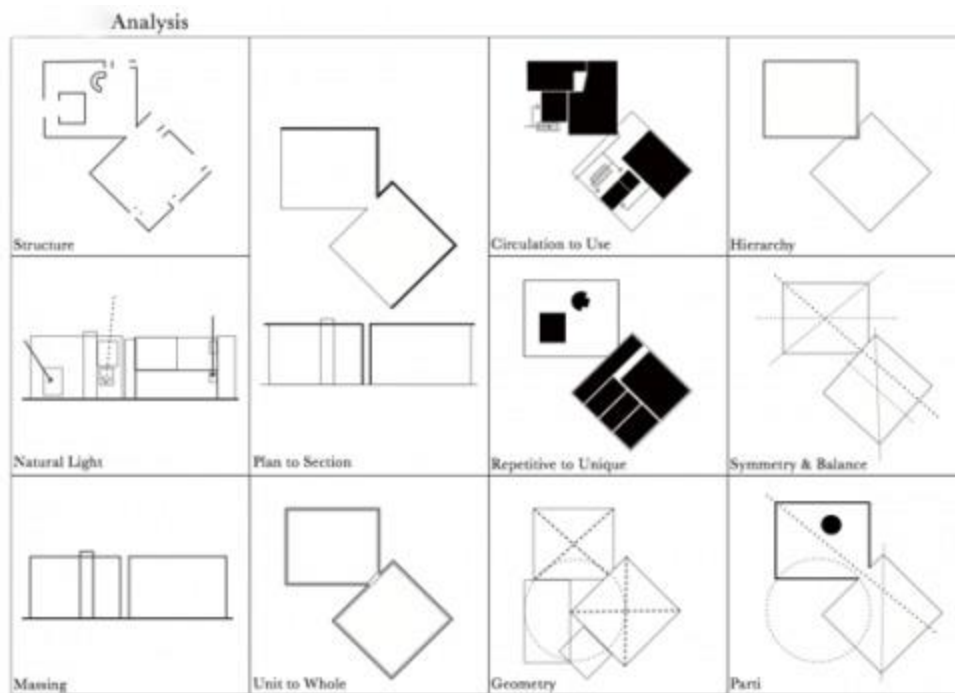 Analysis
Structure
Circulation to Use
Hierarchy
Natural Light
Plan to Section
Repetitive to Unique
Symmetry & Balance
Massing
Unit to Whole
Geometry
Parti